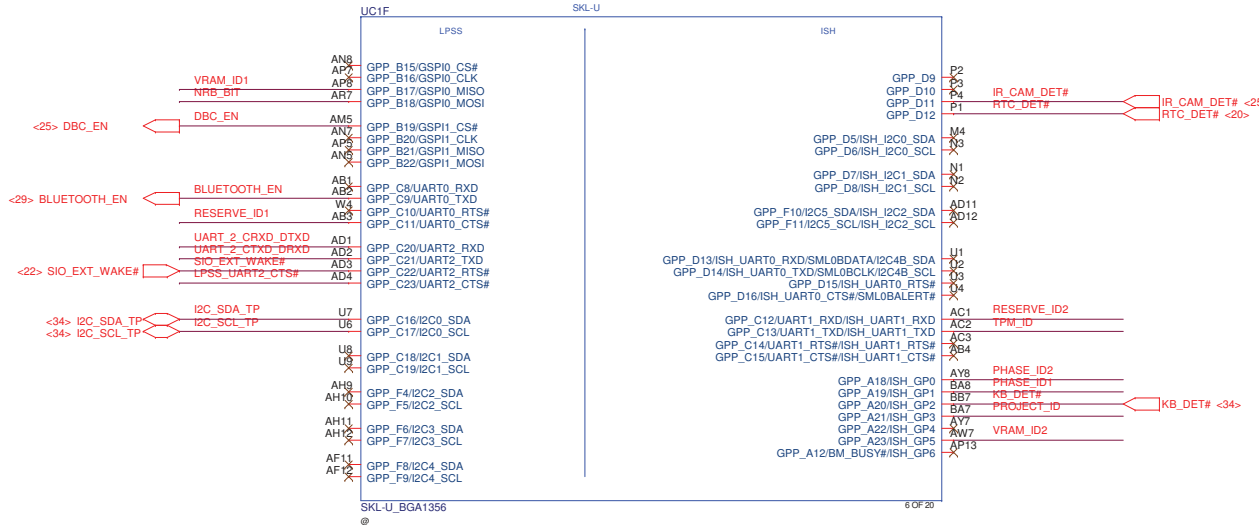 UC1F SKL-U
LPSS ISH
AN8 GPP_B15/GSPI0_CS#
AP7 GPP_B16/GSPI0_CLK
VRAM_ID1 AP8 GPP_B17/GSPI0_MISO
NRB_BIT AR7 GPP_B18/GSPI0_MOSI
<25> DBC_EN DBC_EN AM5 GPP_B19/GSPI1_CS#
AN7 GPP_B20/GSPI1_CLK
AP5 GPP_B21/GSPI1_MISO
AN5 GPP_B22/GSPI1_MOSI
AB1 GPP_C8/UART0_RXD
<29> BLUETOOTH_EN BLUETOOTH_EN AB2 GPP_C9/UART0_TXD
W4 GPP_C10/UART0_RTS#
RESERVE_ID1 AB3 GPP_C11/UART0_CTS#
UART_2_CRXD_DTXD AD1 GPP_C20/UART2_RXD
UART_2_CTXD_DRXD AD2 GPP_C21/UART2_TXD
<22> SIO_EXT_WAKE# SIO_EXT_WAKE# AD3 GPP_C22/UART2_RTS#
LPSS_UART2_CTS# AD4 GPP_C23/UART2_CTS#
<34> I2C_SDA_TP I2C_SDA_TP U7 GPP_C16/I2C0_SDA
<34> I2C_SCL_TP I2C_SCL_TP U6 GPP_C17/I2C0_SCL
U8 GPP_C18/I2C1_SDA
U9 GPP_C19/I2C1_SCL
AH9 GPP_F4/I2C2_SDA
AH10 GPP_F5/I2C2_SCL
AH11 GPP_F6/I2C3_SDA
AH12 GPP_F7/I2C3_SCL
AF11 GPP_F8/I2C4_SDA
AF12 GPP_F9/I2C4_SCL
GPP_D9 P2
GPP_D10 P3
GPP_D11 P4 IR_CAM_DET# IR_CAM_DET# <25
GPP_D12 P1 RTC_DET# RTC_DET# <20>
GPP_D5/ISH_I2C0_SDA M4
GPP_D6/ISH_I2C0_SCL N3
GPP_D7/ISH_I2C1_SDA N1
GPP_D8/ISH_I2C1_SCL N2
GPP_F10/I2C5_SDA/ISH_I2C2_SDA AD11
GPP_F11/I2C5_SCL/ISH_I2C2_SCL AD12
GPP_D13/ISH_UART0_RXD/SML0BDATA/I2C4B_SDA U1
GPP_D14/ISH_UART0_TXD/SML0BCLK/I2C4B_SCL U2
GPP_D15/ISH_UART0_RTS# U3
GPP_D16/ISH_UART0_CTS#/SML0BALERT# U4
GPP_C12/UART1_RXD/ISH_UART1_RXD AC1 RESERVE_ID2
GPP_C13/UART1_TXD/ISH_UART1_TXD AC2 TPM_ID
GPP_C14/UART1_RTS#/ISH_UART1_RTS# AC3
GPP_C15/UART1_CTS#/ISH_UART1_CTS# AB4
GPP_A18/ISH_GP0 AY8 PHASE_ID2
GPP_A19/ISH_GP1 BA8 PHASE_ID1
GPP_A20/ISH_GP2 BB7 KB_DET# KB_DET# <34>
GPP_A21/ISH_GP3 BA7 PROJECT_ID
GPP_A22/ISH_GP4 AY7
GPP_A23/ISH_GP5 AW7 VRAM_ID2
GPP_A12/BM_BUSY#/ISH_GP6 AP13
SKL-U_BGA1356 6 OF 20
@